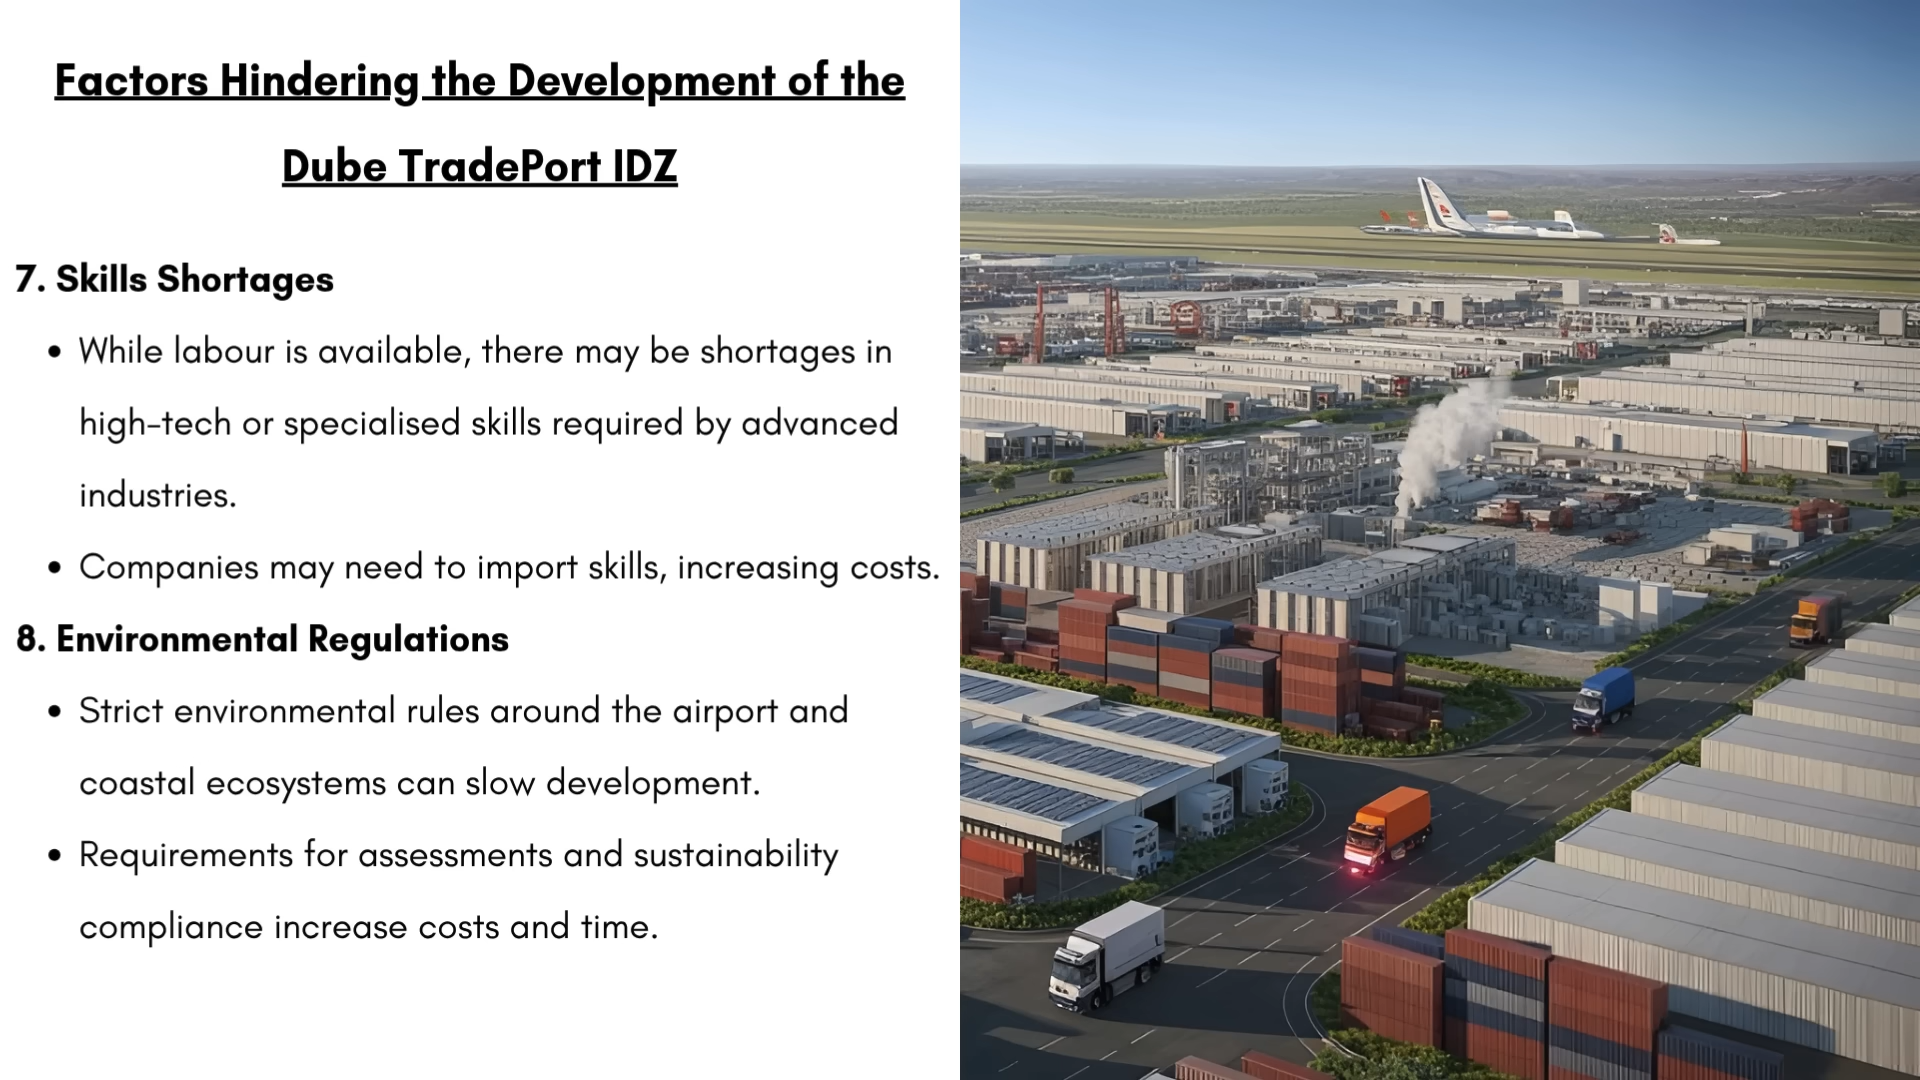 Factors Hindering the Development of the
Dube TradePort IDZ
7. Skills Shortages
• While labour is available, there may be shortages in
high-tech or specialised skills required by advanced
industries.
• Companies may need to import skills, increasing costs.
8. Environmental Regulations
• Strict environmental rules around the airport and
coastal ecosystems can slow development.
• Requirements for assessments and sustainability
compliance increase costs and time.